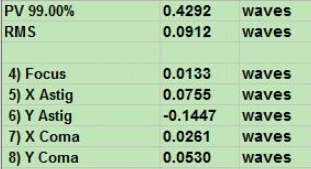 PV 99.00% 0.4292 waves
RMS 0.0912 waves
4) Focus 0.0133 waves
5) X Astig 0.0755 waves
6) Y Astig -0.1447 waves
7) X Coma 0.0261 waves
8) Y Coma 0.0530 waves